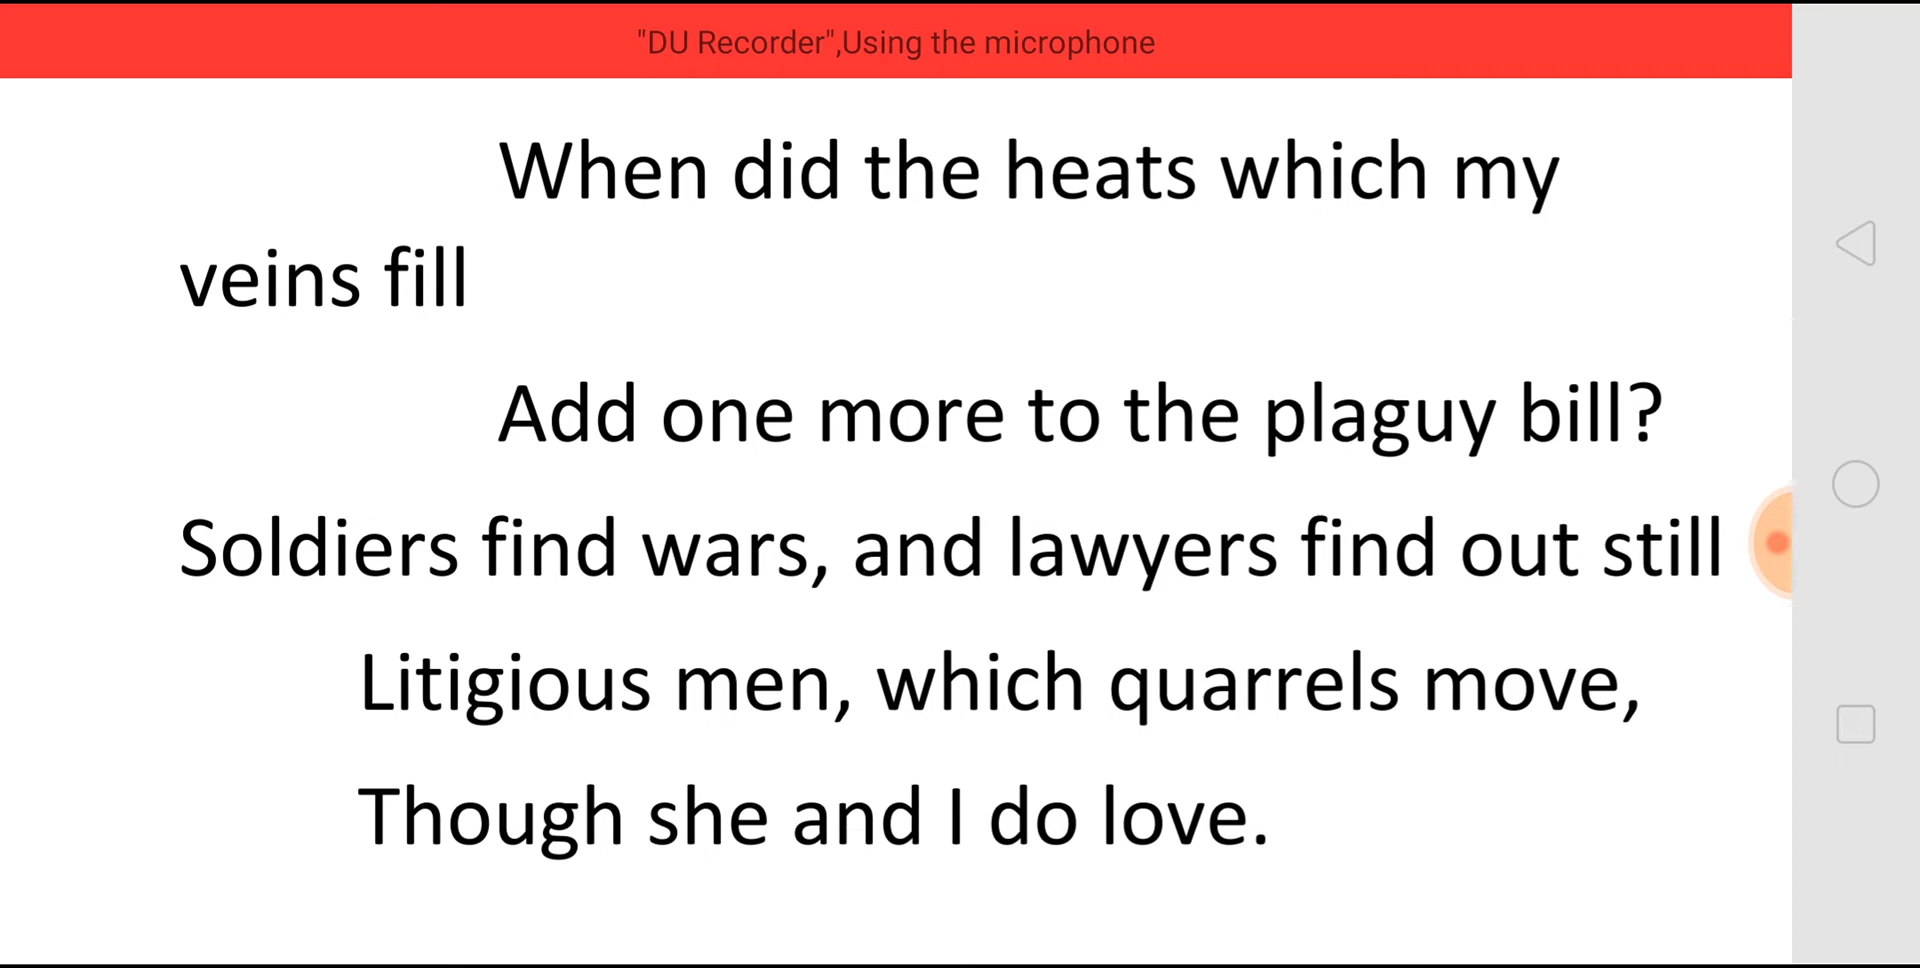 "DU Recorder",Using the microphone
When did the heats which my
veins fill
Add one more to the plaguy bill?
Soldiers find wars, and lawyers find out still
Litigious men, which quarrels move,
Though she and I do love.